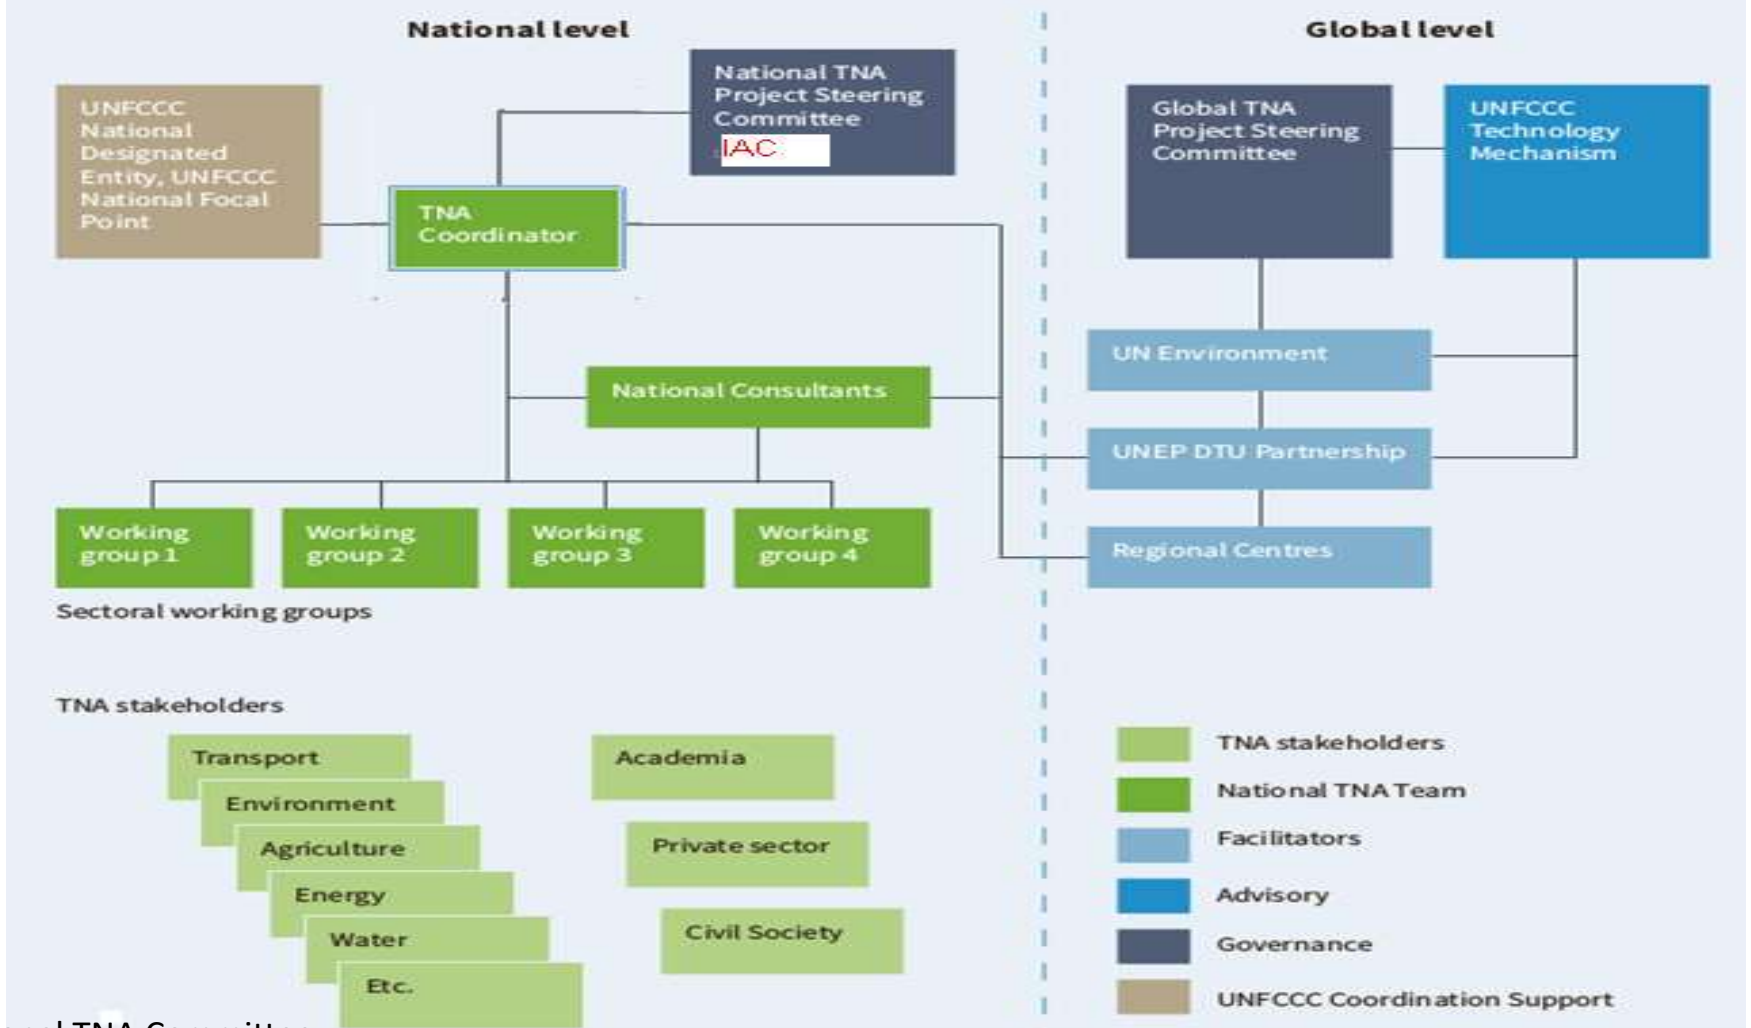 National level
Global level
UNFCCC
National
Designated
Entity, UNFCCC
National Focal
Point
National TNA
Project Steering
Committee
IAC
TNA
Coordinator
Global TNA
Project Steering
Committee
UNFCCC
Technology
Mechanism
National Consultants
UN Environment
UNEP DTU Partnership
Regional Centres
Working
group 1
Working
group 2
Working
group 3
Working
group 4
Sectoral working groups
TNA stakeholders
Transport
Environment
Agriculture
Energy
Water
Etc.
Academia
Private sector
Civil Society
TNA stakeholders
National TNA Team
Facilitators
Advisory
Governance
UNFCCC Coordination Support
TNA Committee